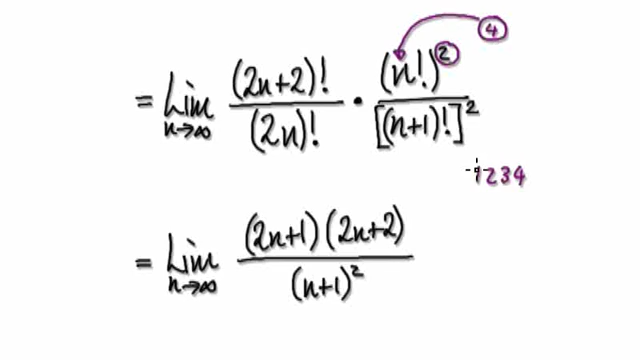 4
= Lim n→∞ (2n+2)! / (2n)! · (n!)² / [(n+1)!]²
1234
= Lim n→∞ (2n+1)(2n+2) / (n+1)²